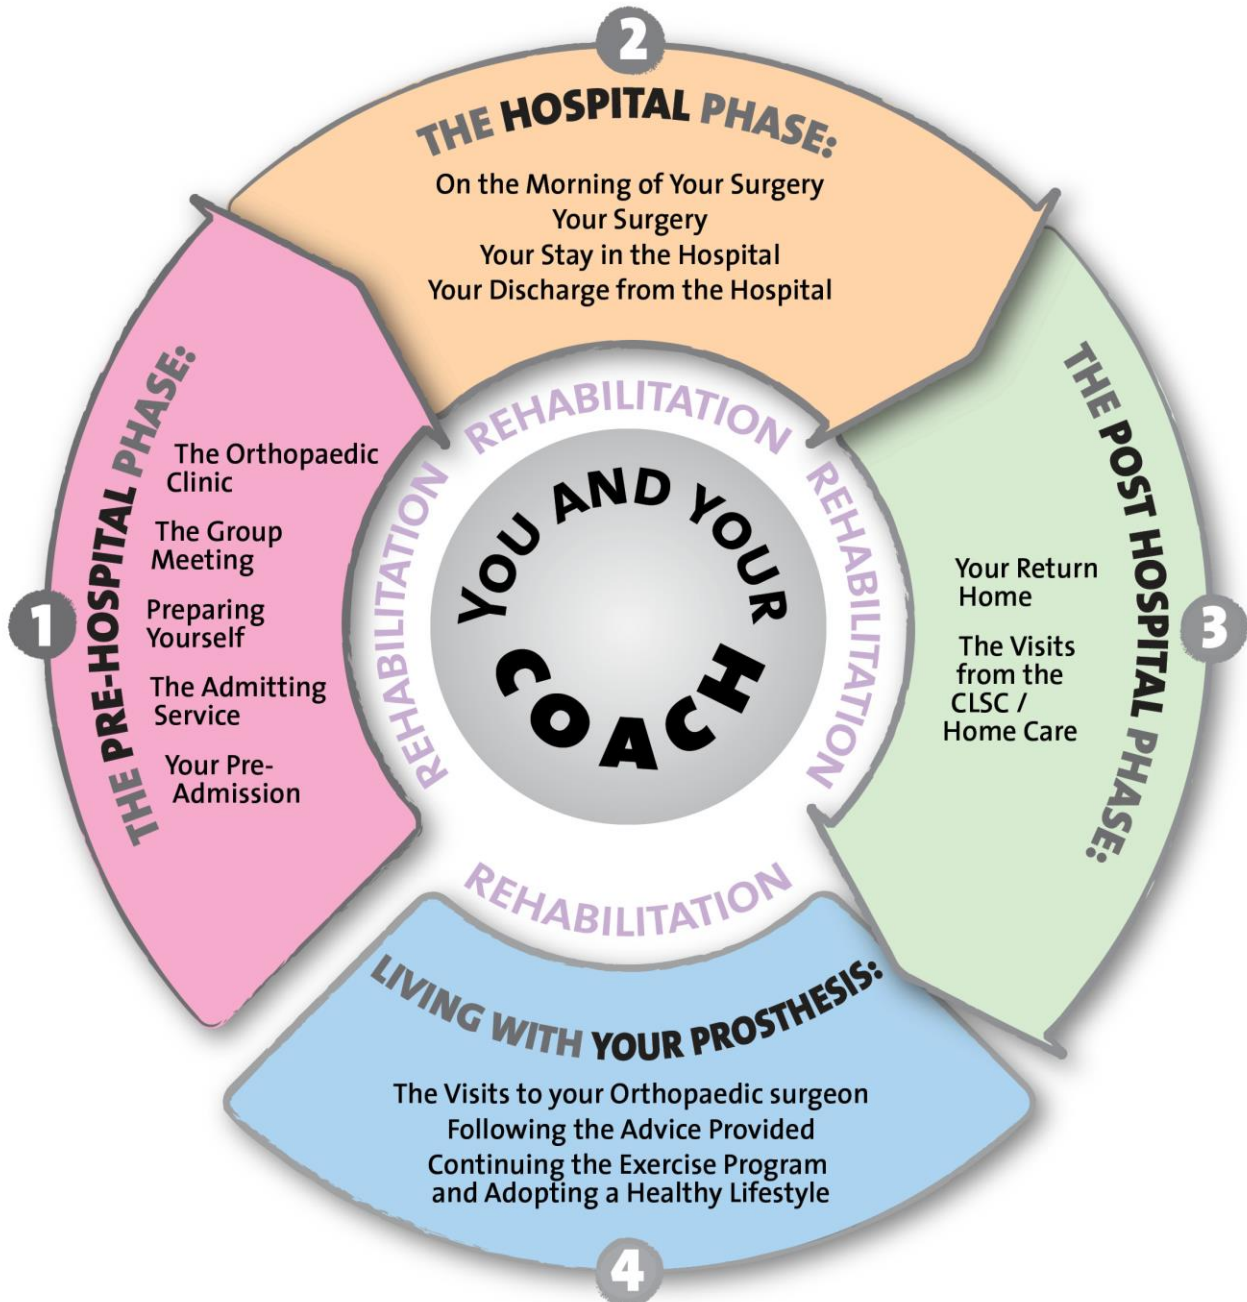 1
THE PRE-HOSPITAL PHASE:
The Orthopaedic
Clinic
The Group
Meeting
Preparing
Yourself
The Admitting
Service
Your Pre-
Admission
2
THE HOSPITAL PHASE:
On the Morning of Your Surgery
Your Surgery
Your Stay in the Hospital
Your Discharge from the Hospital
3
THE POST HOSPITAL PHASE:
Your Return
Home
The Visits
from the
CLSC /
Home Care
4
LIVING WITH YOUR PROSTHESIS:
The Visits to your Orthopaedic surgeon
Following the Advice Provided
Continuing the Exercise Program
and Adopting a Healthy Lifestyle
REHABILITATION
REHABILITATION
REHABILITATION
REHABILITATION
YOU AND YOUR
COACH